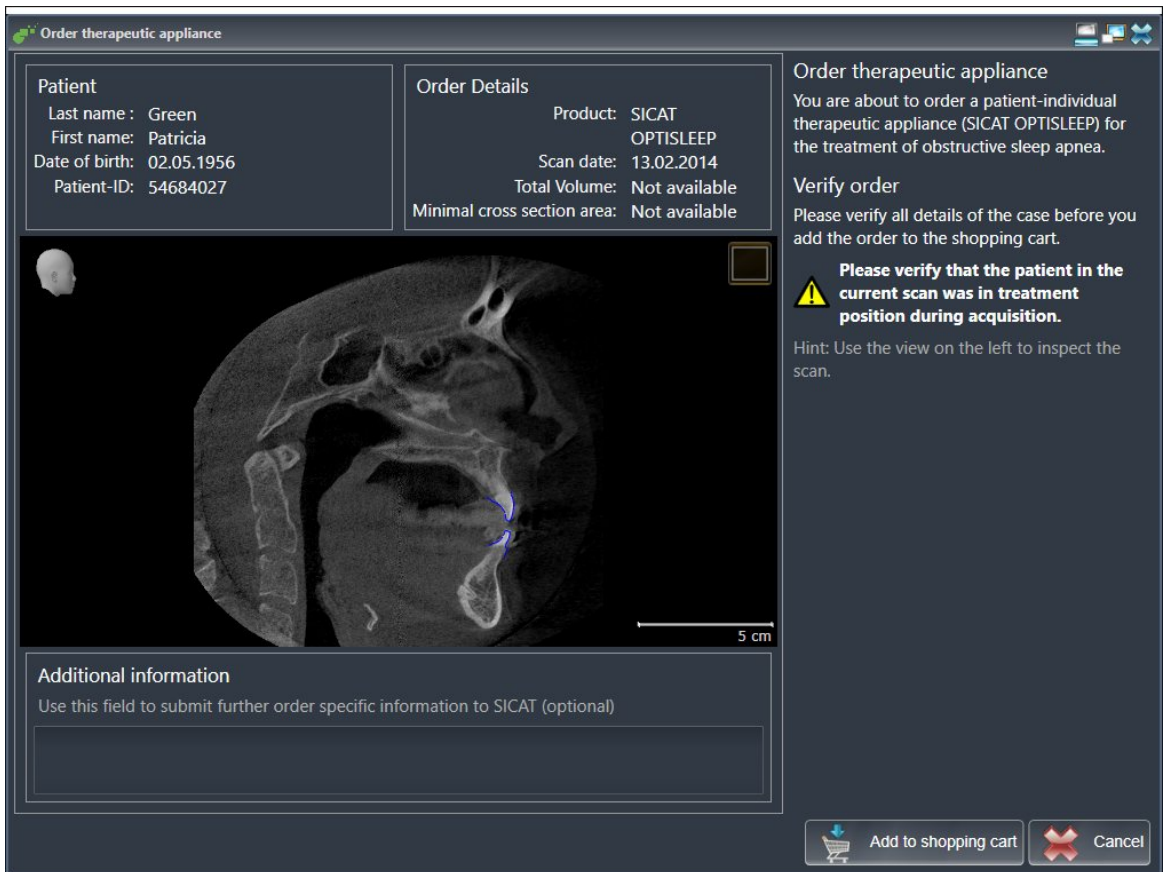 Order therapeutic appliance
Patient
Last name : Green
First name: Patricia
Date of birth: 02.05.1956
Patient-ID: 54684027
Order Details
Product: SICAT
OPTISLEEP
Scan date: 13.02.2014
Total Volume: Not available
Minimal cross section area: Not available
5 cm
Additional information
Use this field to submit further order specific information to SICAT (optional)
Order therapeutic appliance
You are about to order a patient-individual
therapeutic appliance (SICAT OPTISLEEP) for
the treatment of obstructive sleep apnea.
Verify order
Please verify all details of the case before you
add the order to the shopping cart.
Please verify that the patient in the
current scan was in treatment
position during acquisition.
Hint: Use the view on the left to inspect the
scan.
Add to shopping cart
Cancel